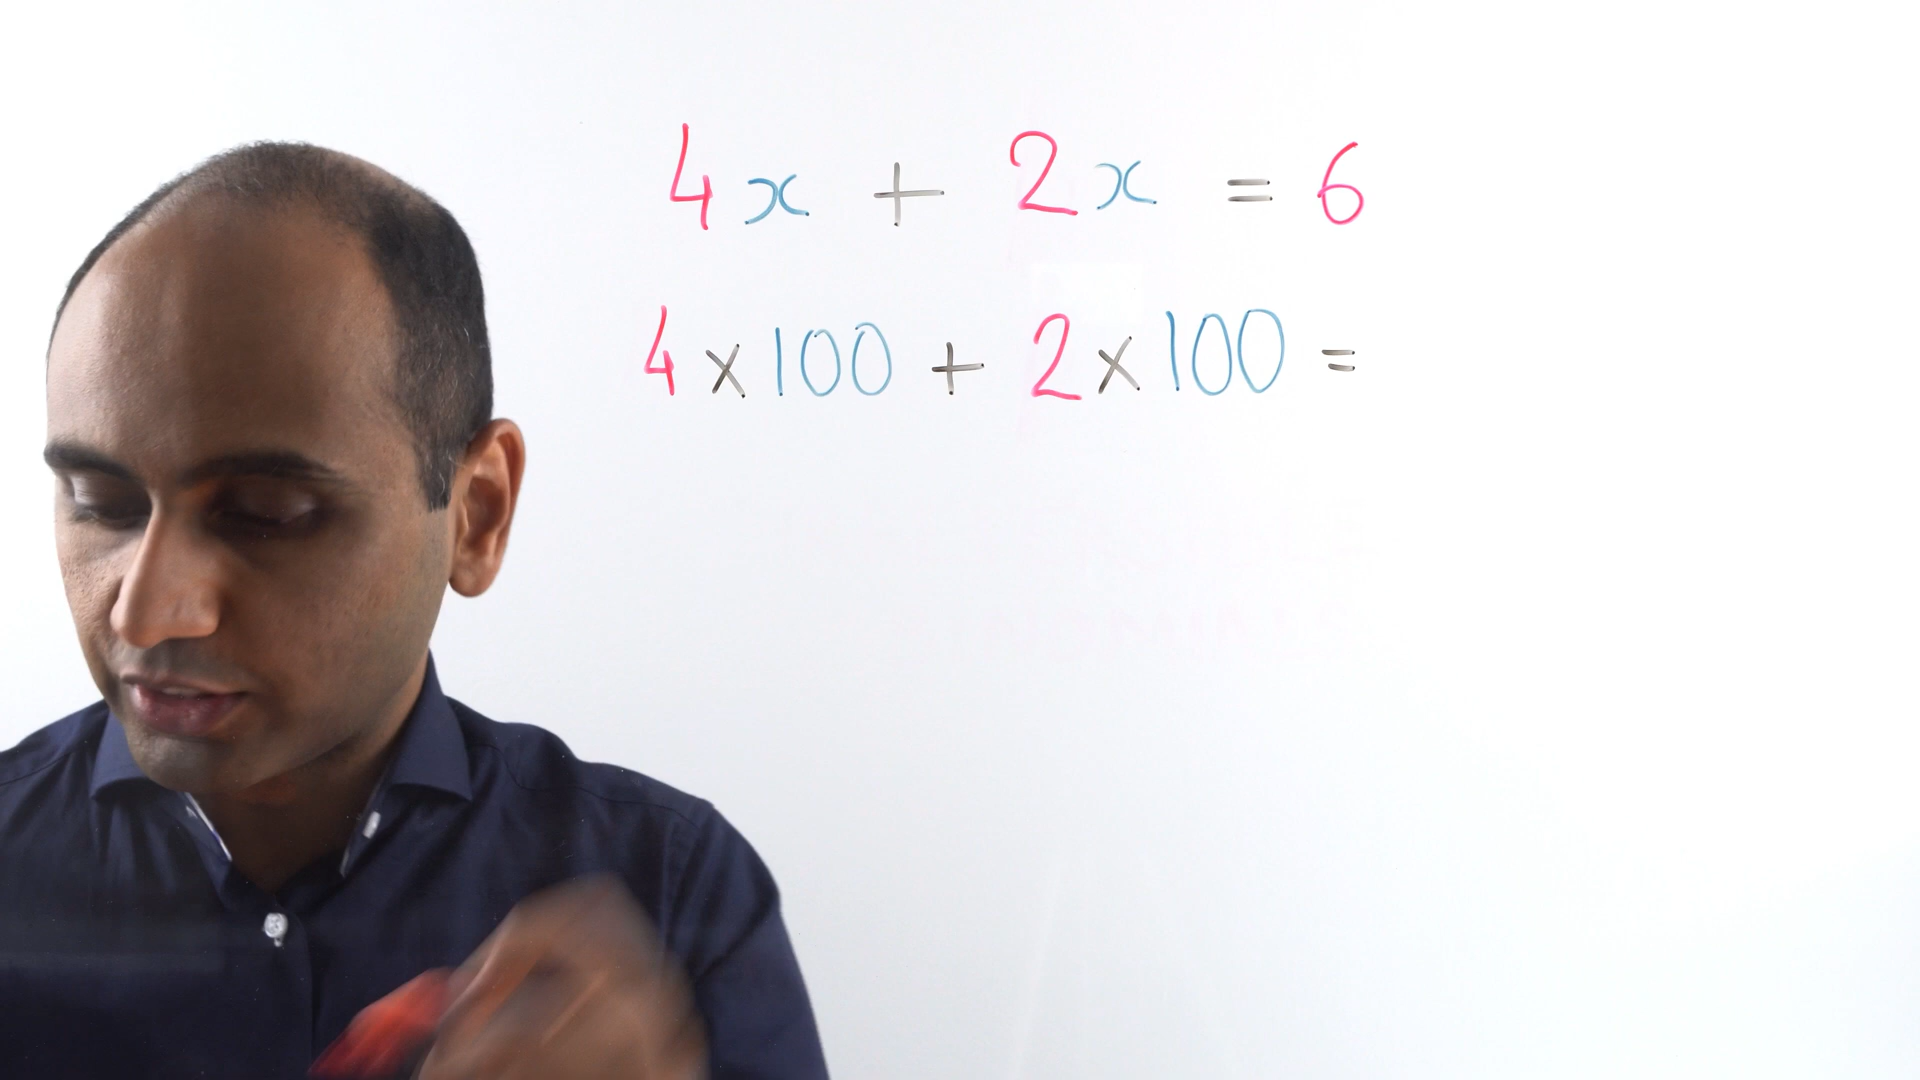 4x + 2x = 6
4 × 100 + 2 × 100 =